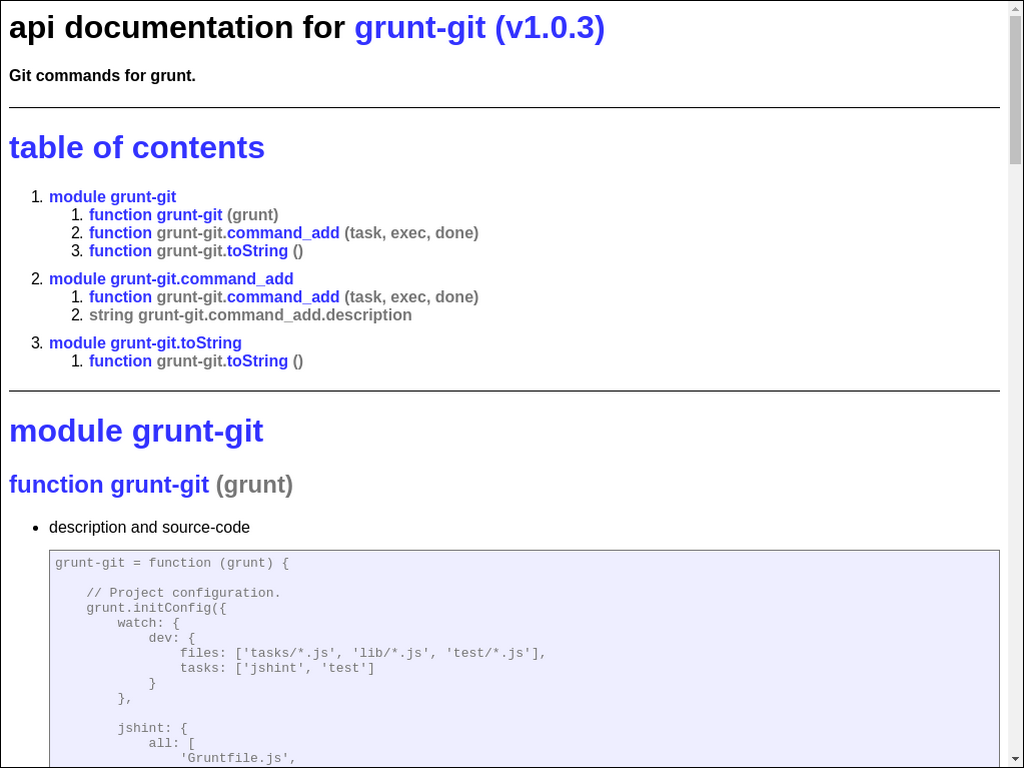 api documentation for grunt-git (v1.0.3)
Git commands for grunt.
table of contents
1. module grunt-git
1. function grunt-git (grunt)
2. function grunt-git.command_add (task, exec, done)
3. function grunt-git.toString ()
2. module grunt-git.command_add
1. function grunt-git.command_add (task, exec, done)
2. string grunt-git.command_add.description
3. module grunt-git.toString
1. function grunt-git.toString ()
module grunt-git
function grunt-git (grunt)
• description and source-code
grunt-git = function (grunt) {
    // Project configuration.
    grunt.initConfig({
        watch: {
            dev: {
                files: ['tasks/*.js', 'lib/*.js', 'test/*.js'],
                tasks: ['jshint', 'test']
            }
        },
        jshint: {
            all: [
                'Gruntfile.js',